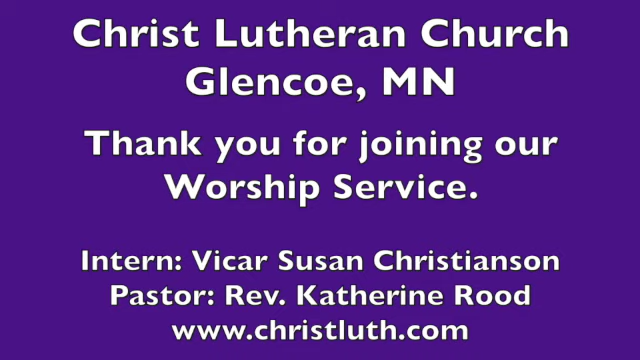 Christ Lutheran Church
Glencoe, MN
Thank you for joining our
Worship Service.
Intern: Vicar Susan Christianson
Pastor: Rev. Katherine Rood
www.christluth.com